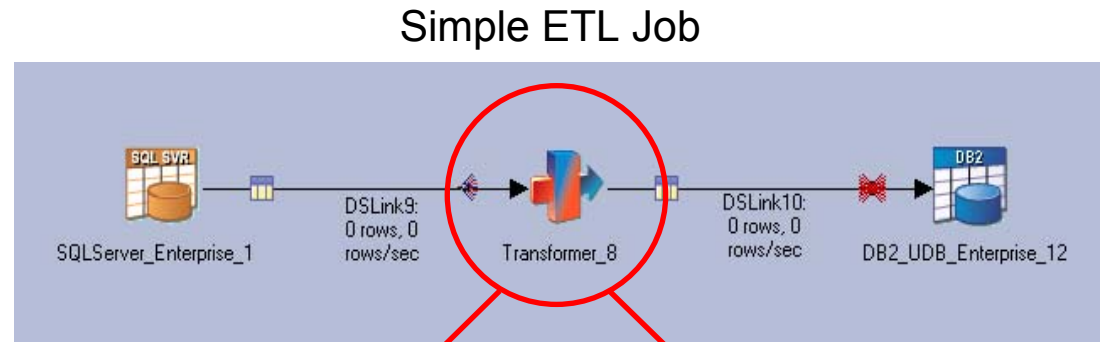 Simple ETL Job
SQL SVR
DB2
DSLink9:
0 rows, 0
rows/sec
DSLink10:
0 rows, 0
rows/sec
SQLServer_Enterprise_1
Transformer_8
DB2_UDB_Enterprise_12